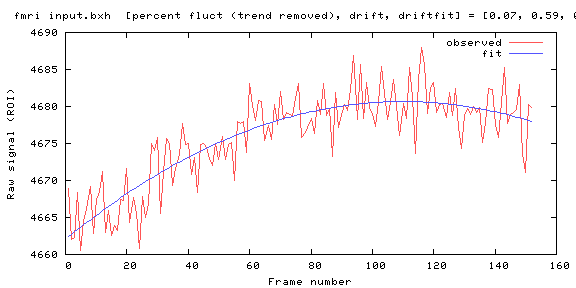 fmri input.bxh [percent fluct (trend removed), drift, driftfit] = [0.07, 0.59, 0
observed
fit
4690
4685
4680
4675
4670
4665
4660
Raw signal (ROI)
0 20 40 60 80 100 120 140 160
Frame number